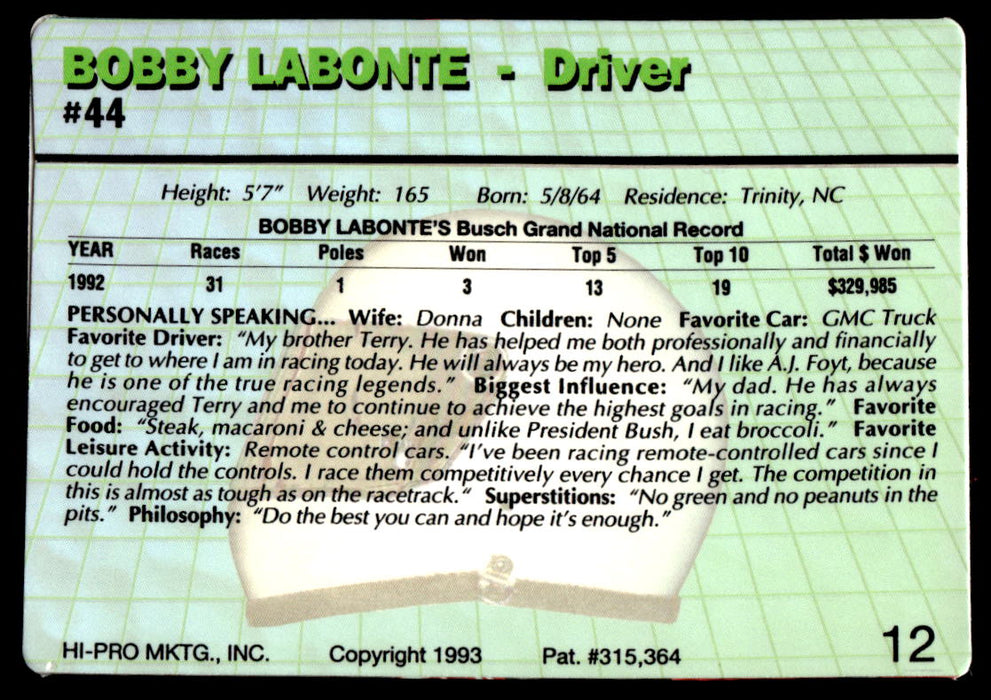 BOBBY LABONTE - Driver
#44
Height: 5'7" Weight: 165 Born: 5/8/64 Residence: Trinity, NC
BOBBY LABONTE'S Busch Grand National Record
YEAR Races Poles Won Top 5 Top 10 Total $ Won
1992 31 1 3 13 19 $329,985
PERSONALLY SPEAKING... Wife: Donna Children: None Favorite Car: GMC Truck
Favorite Driver: "My brother Terry. He has helped me both professionally and financially
to get to where I am in racing today. He will always be my hero. And I like A.J. Foyt, because
he is one of the true racing legends." Biggest Influence: "My dad. He has always
encouraged Terry and me to continue to achieve the highest goals in racing." Favorite
Food: "Steak, macaroni & cheese; and unlike President Bush, I eat broccoli." Favorite
Leisure Activity: Remote control cars. "I've been racing remote-controlled cars since I
could hold the controls. I race them competitively every chance I get. The competition in
this is almost as tough as on the racetrack." Superstitions: "No green and no peanuts in the
pits." Philosophy: "Do the best you can and hope it's enough."
HI-PRO MKTG., INC. Copyright 1993 Pat. #315,364 12